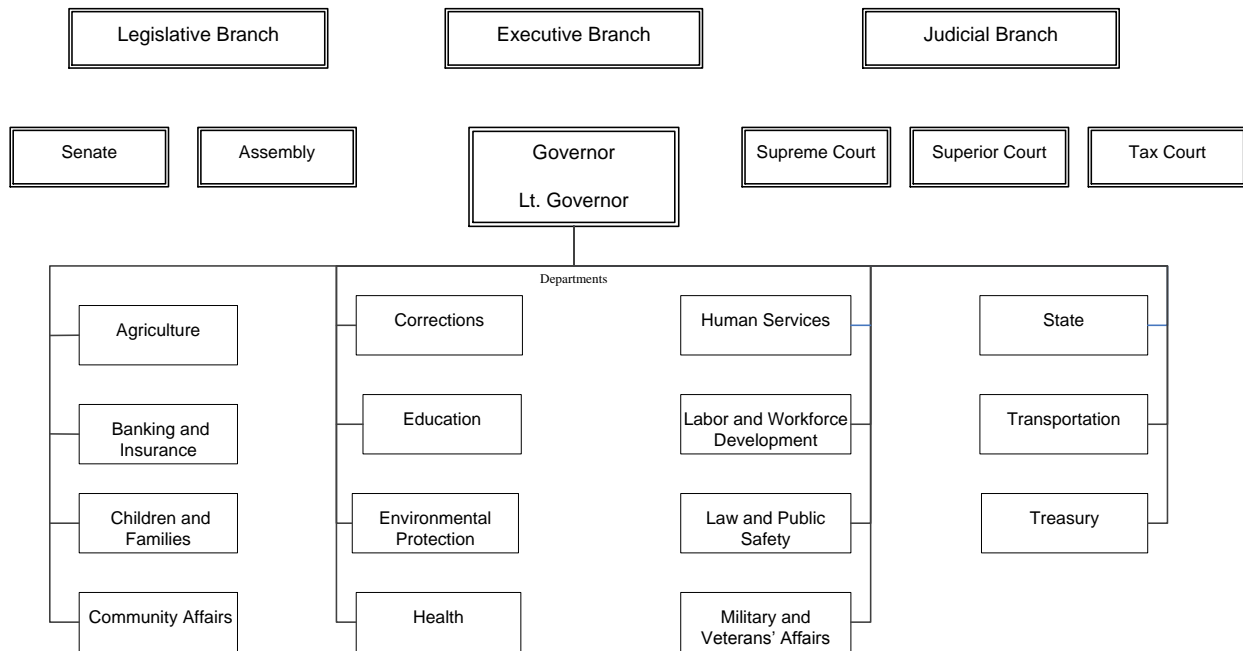 Legislative Branch
Executive Branch
Judicial Branch
Senate
Assembly
Governor
Lt. Governor
Supreme Court
Superior Court
Tax Court
Departments
Agriculture
Banking and
Insurance
Children and
Families
Community Affairs
Corrections
Education
Environmental
Protection
Health
Human Services
Labor and Workforce
Development
Law and Public
Safety
Military and
Veterans’ Affairs
State
Transportation
Treasury